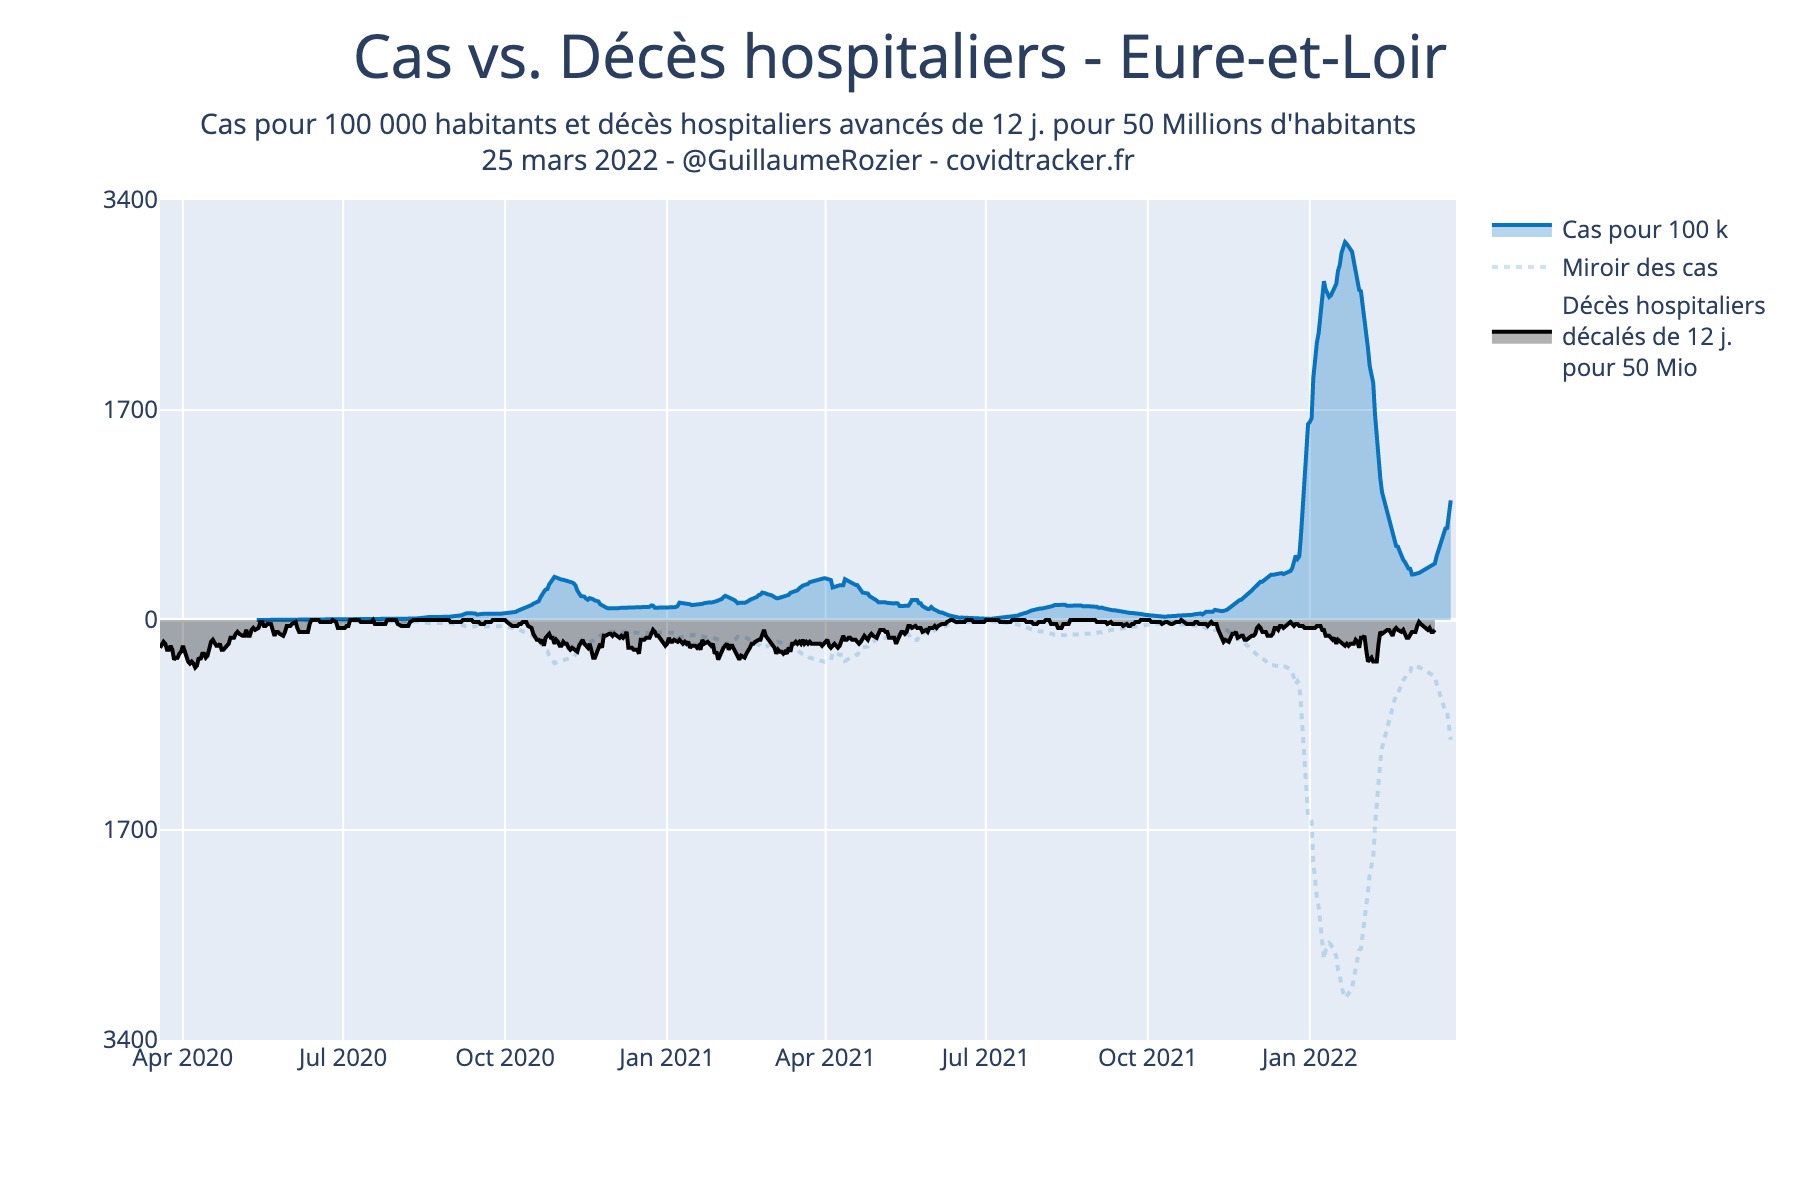 Cas vs. Décès hospitaliers - Eure-et-Loir
Cas pour 100 000 habitants et décès hospitaliers avancés de 12 j. pour 50 Millions d'habitants
25 mars 2022 - @GuillaumeRozier - covidtracker.fr
3400
1700
0
1700
3400
Apr 2020
Jul 2020
Oct 2020
Jan 2021
Apr 2021
Jul 2021
Oct 2021
Jan 2022
Cas pour 100 k
Miroir des cas
Décès hospitaliers
décalés de 12 j.
pour 50 Mio